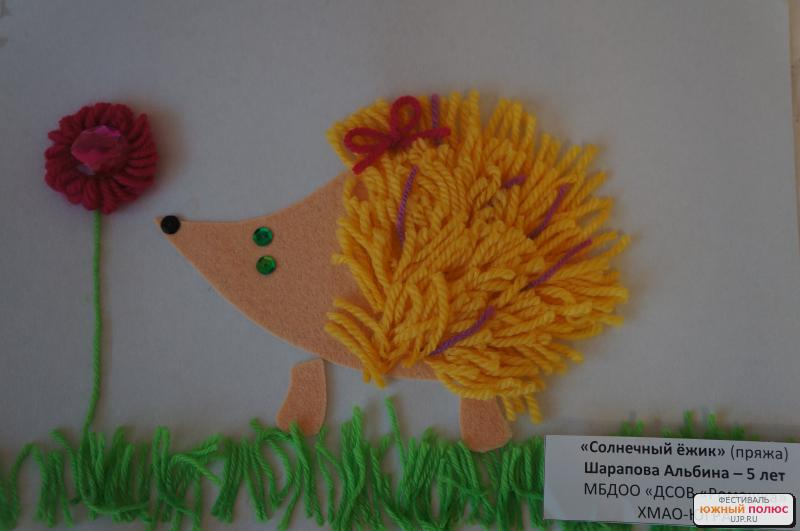 «Солнечный ёжик» (пряжа)
Шарапова Альбина – 5 лет
МБДОО «ДСОВ
ХМАО-
ФЕСТИВАЛЬ
ЮЖНЫЙ ПОЛЮС
UJP.RU